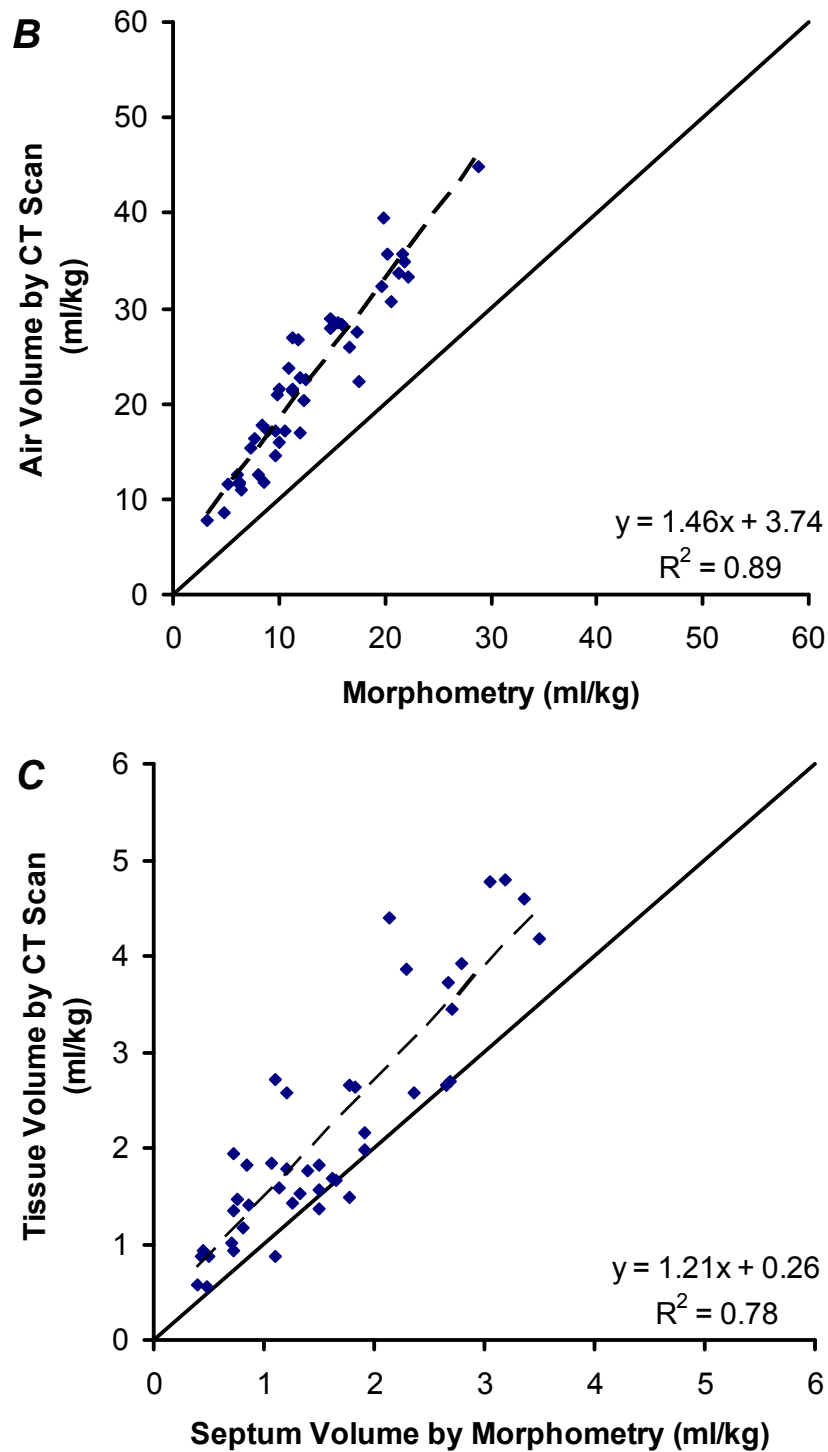 B
Air Volume by CT Scan
(ml/kg)
60
50
40
30
20
10
0
y = 1.46x + 3.74
R² = 0.89
0 10 20 30 40 50 60
Morphometry (ml/kg)
C
Tissue Volume by CT Scan
(ml/kg)
6
5
4
3
2
1
0
y = 1.21x + 0.26
R² = 0.78
0 1 2 3 4 5 6
Septum Volume by Morphometry (ml/kg)